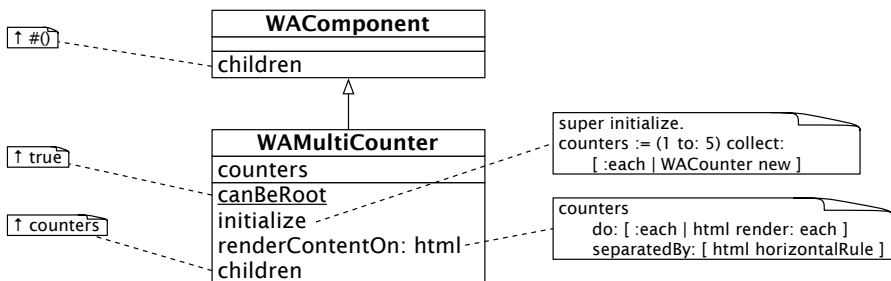 WAComponent
↑ #()
children
WAMultiCounter
counters
↑ true
canBeRoot
initialize
renderContentOn: html
↑ counters
children
super initialize.
counters := (1 to: 5) collect:
[ :each | WACounter new ]
counters
do: [ :each | html render: each ]
separatedBy: [ html horizontalRule ]